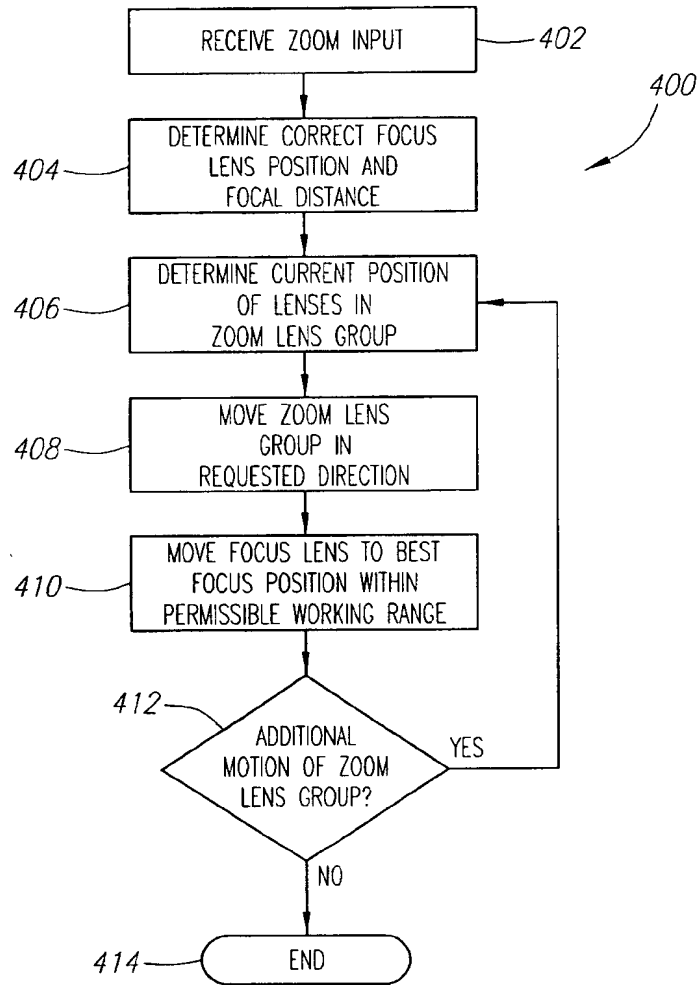 RECEIVE ZOOM INPUT
402
400
DETERMINE CORRECT FOCUS
LENS POSITION AND
FOCAL DISTANCE
404
DETERMINE CURRENT POSITION
OF LENSES IN
ZOOM LENS GROUP
406
MOVE ZOOM LENS
GROUP IN
REQUESTED DIRECTION
408
MOVE FOCUS LENS TO BEST
FOCUS POSITION WITHIN
PERMISSIBLE WORKING RANGE
410
412
ADDITIONAL
MOTION OF ZOOM
LENS GROUP?
YES
NO
END
414